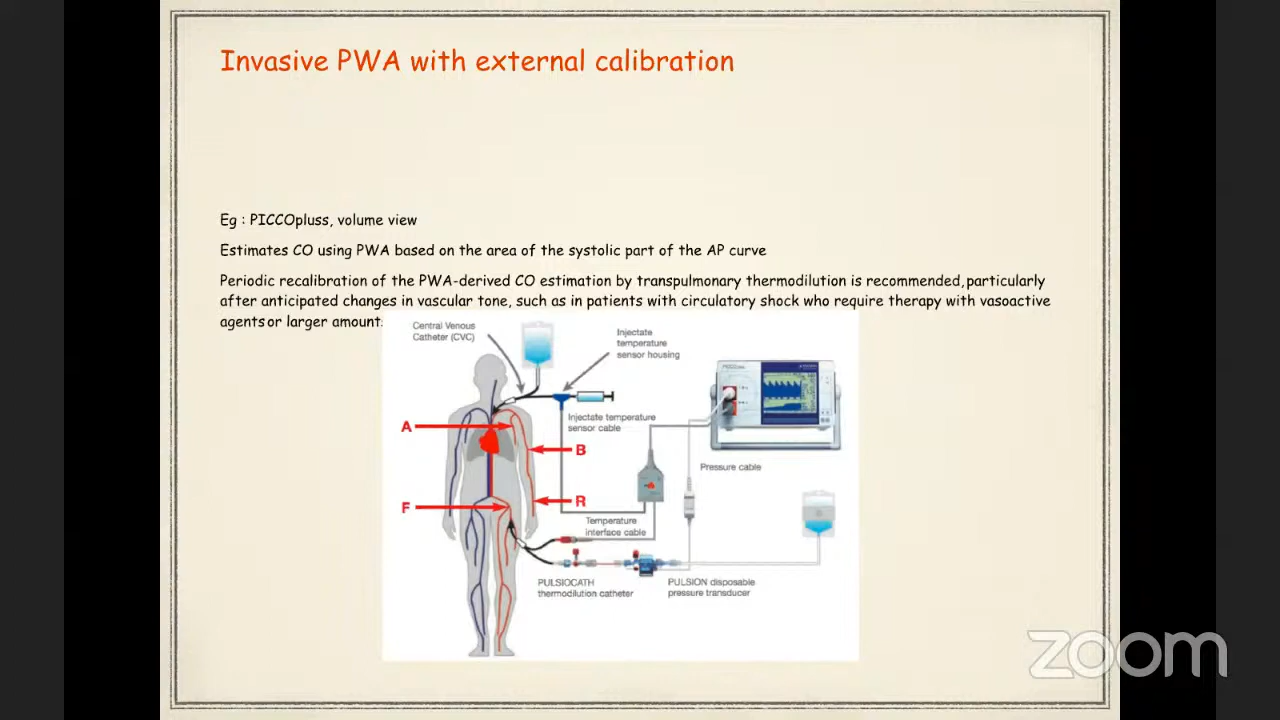 Invasive PWA with external calibration
Eg : PICCOpluss, volume view
Estimates CO using PWA based on the area of the systolic part of the AP curve
Periodic recalibration of the PWA-derived CO estimation by transpulmonary thermodilution is recommended, particularly
after anticipated changes in vascular tone, such as in patients with circulatory shock who require therapy with vasoactive
agents or larger amount
Central Venous
Catheter (CVC)
Injectate
temperature
sensor housing
Injectate temperature
sensor cable
A
B
Pressure cable
F
R
Temperature
interface cable
PULSIOCATH
thermodilution catheter
PULSION disposable
pressure transducer
zoom